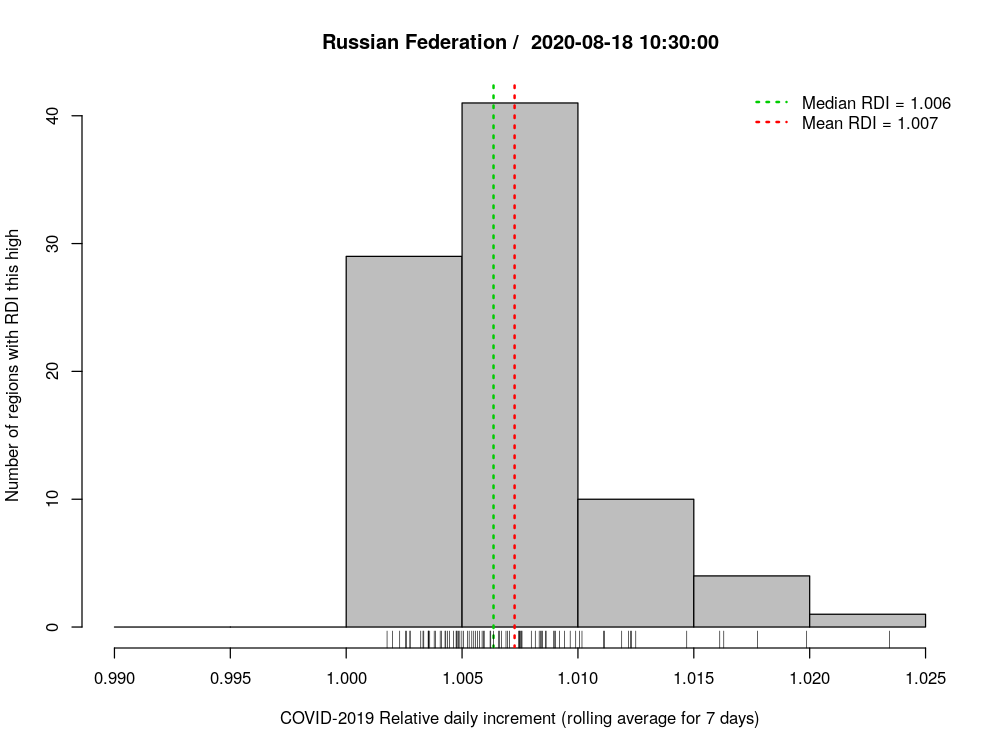 Russian Federation /  2020-08-18 10:30:00
Median RDI = 1.006
Mean RDI = 1.007
Number of regions with RDI this high
40
30
20
10
0
0.990 0.995 1.000 1.005 1.010 1.015 1.020 1.025
COVID-2019 Relative daily increment (rolling average for 7 days)